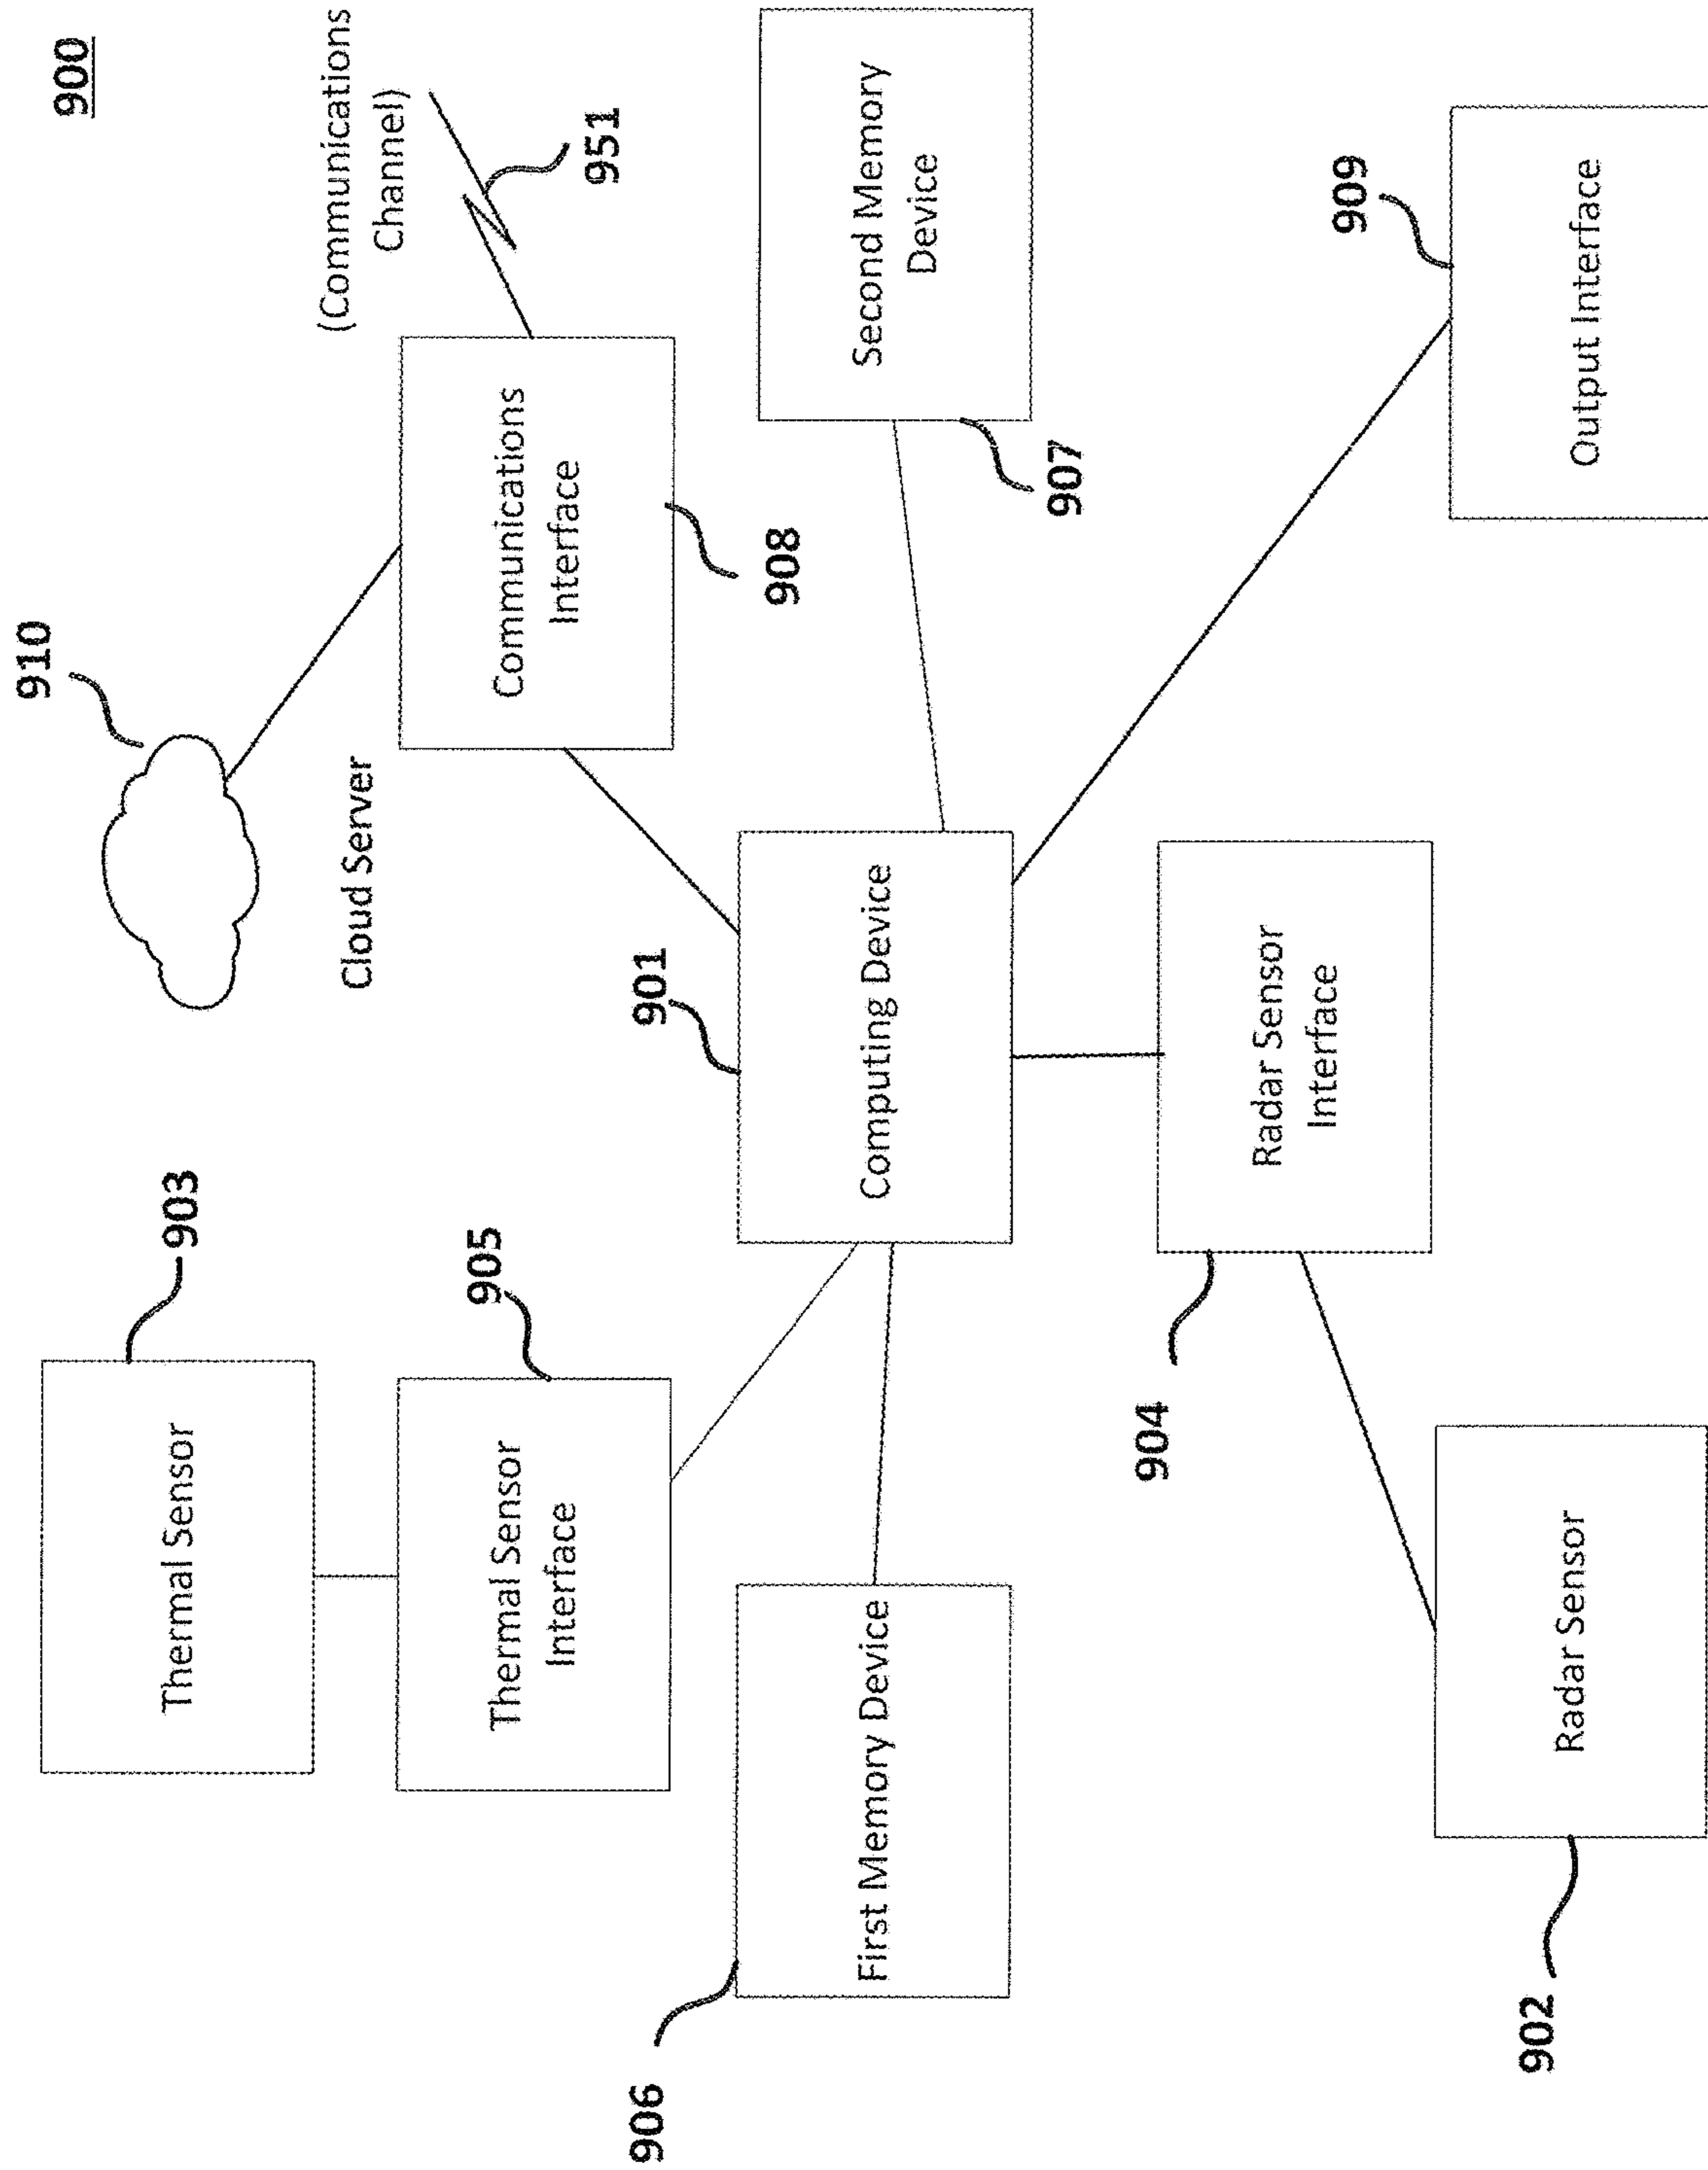 910
900
Thermal Sensor
903
Cloud Server
(Communications
Channel)
905
Thermal Sensor
Interface
Communications
Interface
951
906
901
908
First Memory Device
Computing Device
Second Memory
Device
907
904
Radar Sensor
Interface
909
902
Radar Sensor
Output Interface